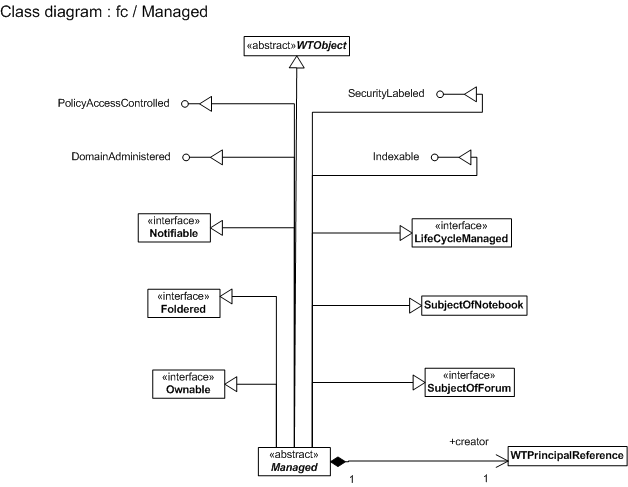 Class diagram : fc / Managed
«abstract»WTObject
PolicyAccessControlled
SecurityLabeled
DomainAdministered
Indexable
«interface»
Notifiable
«interface»
LifeCycleManaged
«interface»
Foldered
SubjectOfNotebook
«interface»
Ownable
«interface»
SubjectOfForum
«abstract»
Managed
+creator
WTPrincipalReference
1
1